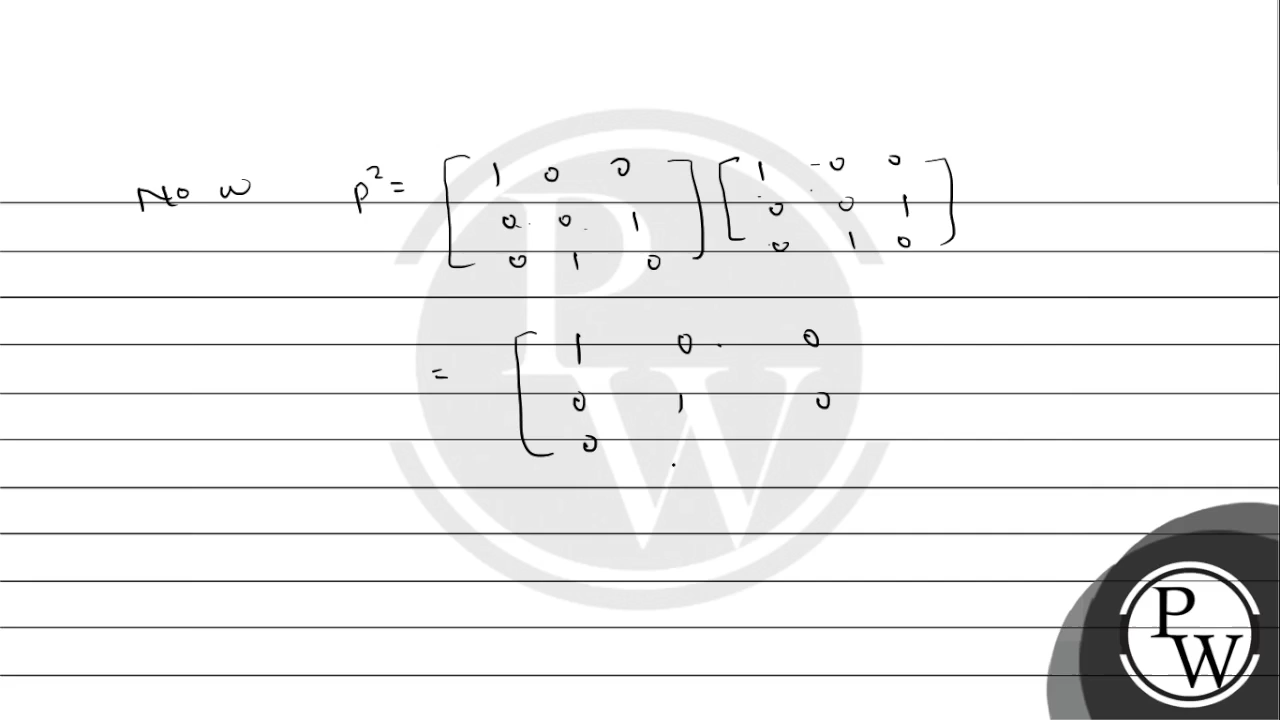 Now P²= [ 1 0 0 ] [ 1 0 0 ]
0 0 1 0 0 1
0 1 0 0 1 0
= [ 1 0 0
0 1 0
0
P
W
P
W